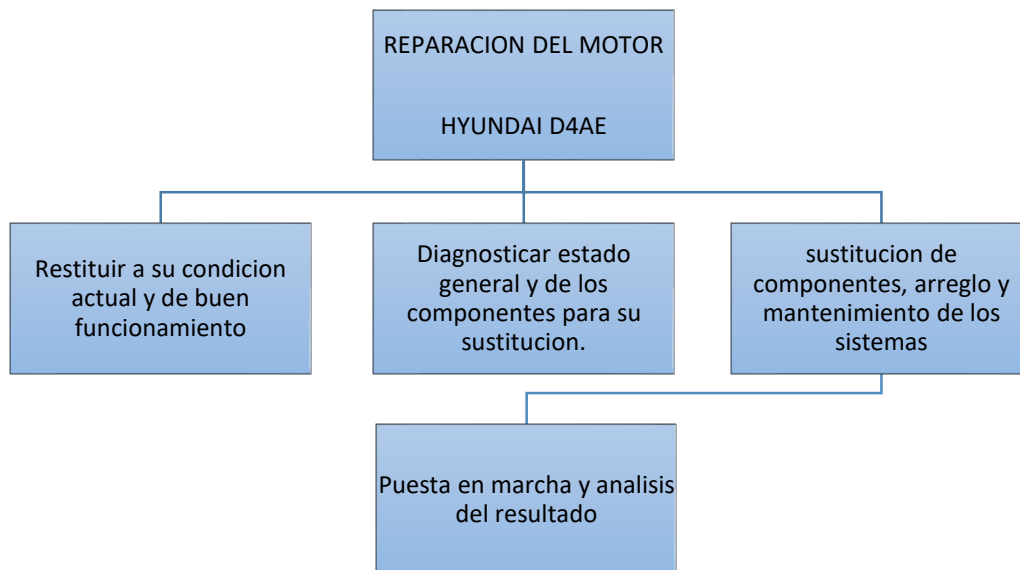 REPARACION DEL MOTOR
HYUNDAI D4AE
Restituir a su condicion
actual y de buen
funcionamiento
Diagnosticar estado
general y de los
componentes para su
sustitucion.
sustitucion de
componentes, arreglo y
mantenimiento de los
sistemas
Puesta en marcha y analisis
del resultado